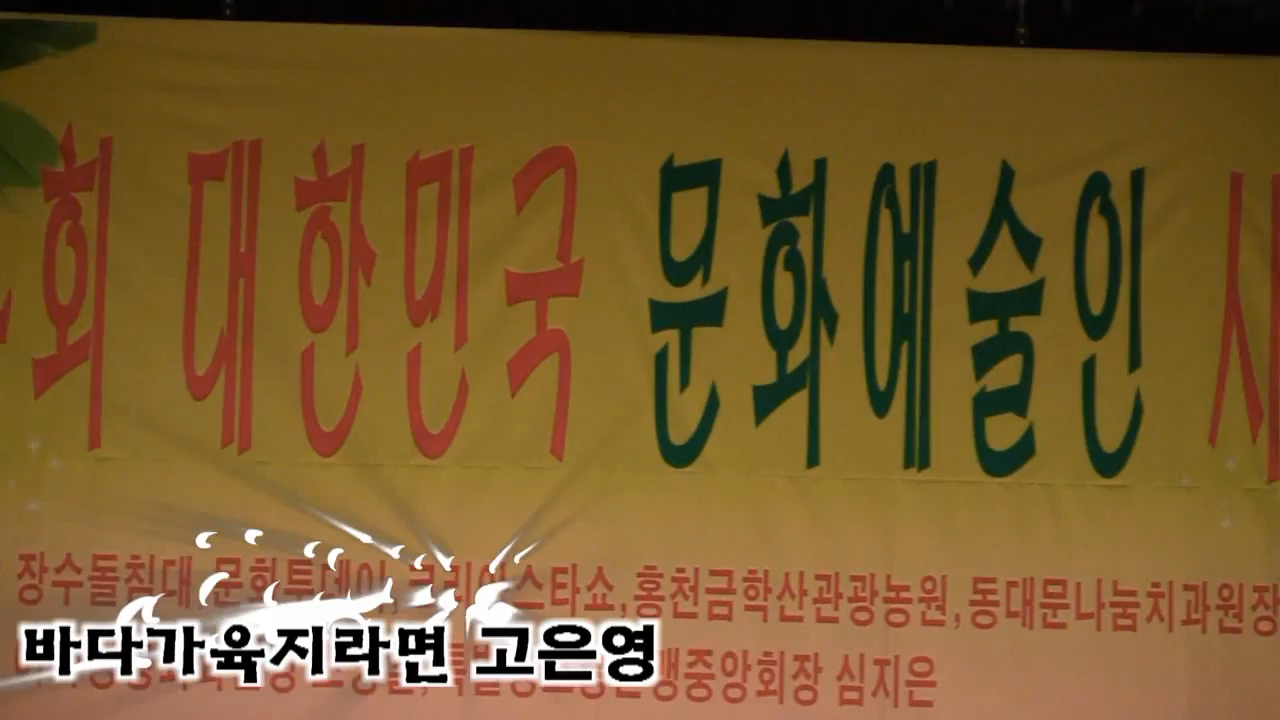 회 대한민국 문화예술인
장수돌침대, 문화투데이, 코리아스타쇼, 홍천금학산관광농원, 동대문나눔치과원장
중앙회장 심지은
바다가육지라면 고은영